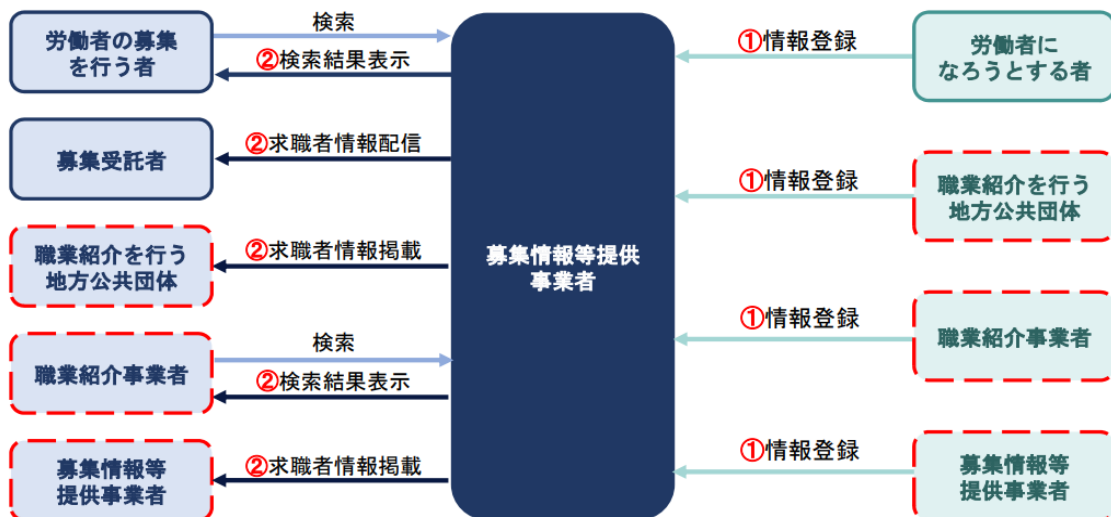 労働者の募集
を行う者
検索
②検索結果表示
募集受託者
②求職者情報配信
職業紹介を行う
地方公共団体
②求職者情報掲載
職業紹介事業者
検索
②検索結果表示
募集情報等
提供事業者
②求職者情報掲載
募集情報等提供
事業者
①情報登録
労働者に
なろうとする者
①情報登録
職業紹介を行う
地方公共団体
①情報登録
職業紹介事業者
①情報登録
募集情報等
提供事業者